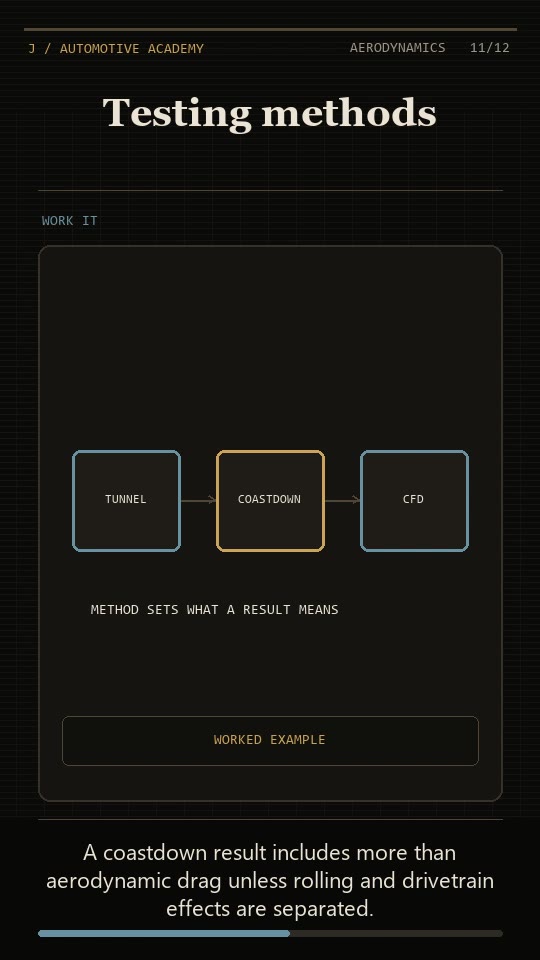 J / AUTOMOTIVE ACADEMY
AERODYNAMICS 11/12
Testing methods
WORK IT
TUNNEL
COASTDOWN
CFD
METHOD SETS WHAT A RESULT MEANS
WORKED EXAMPLE
A coastdown result includes more than
aerodynamic drag unless rolling and drivetrain
effects are separated.